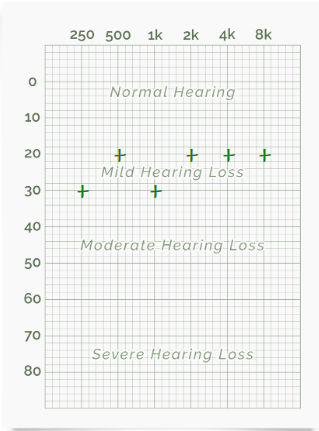 250 500 1k 2k 4k 8k
0
Normal Hearing
10
20
Mild Hearing Loss
30
40
Moderate Hearing Loss
50
60
70
Severe Hearing Loss
80